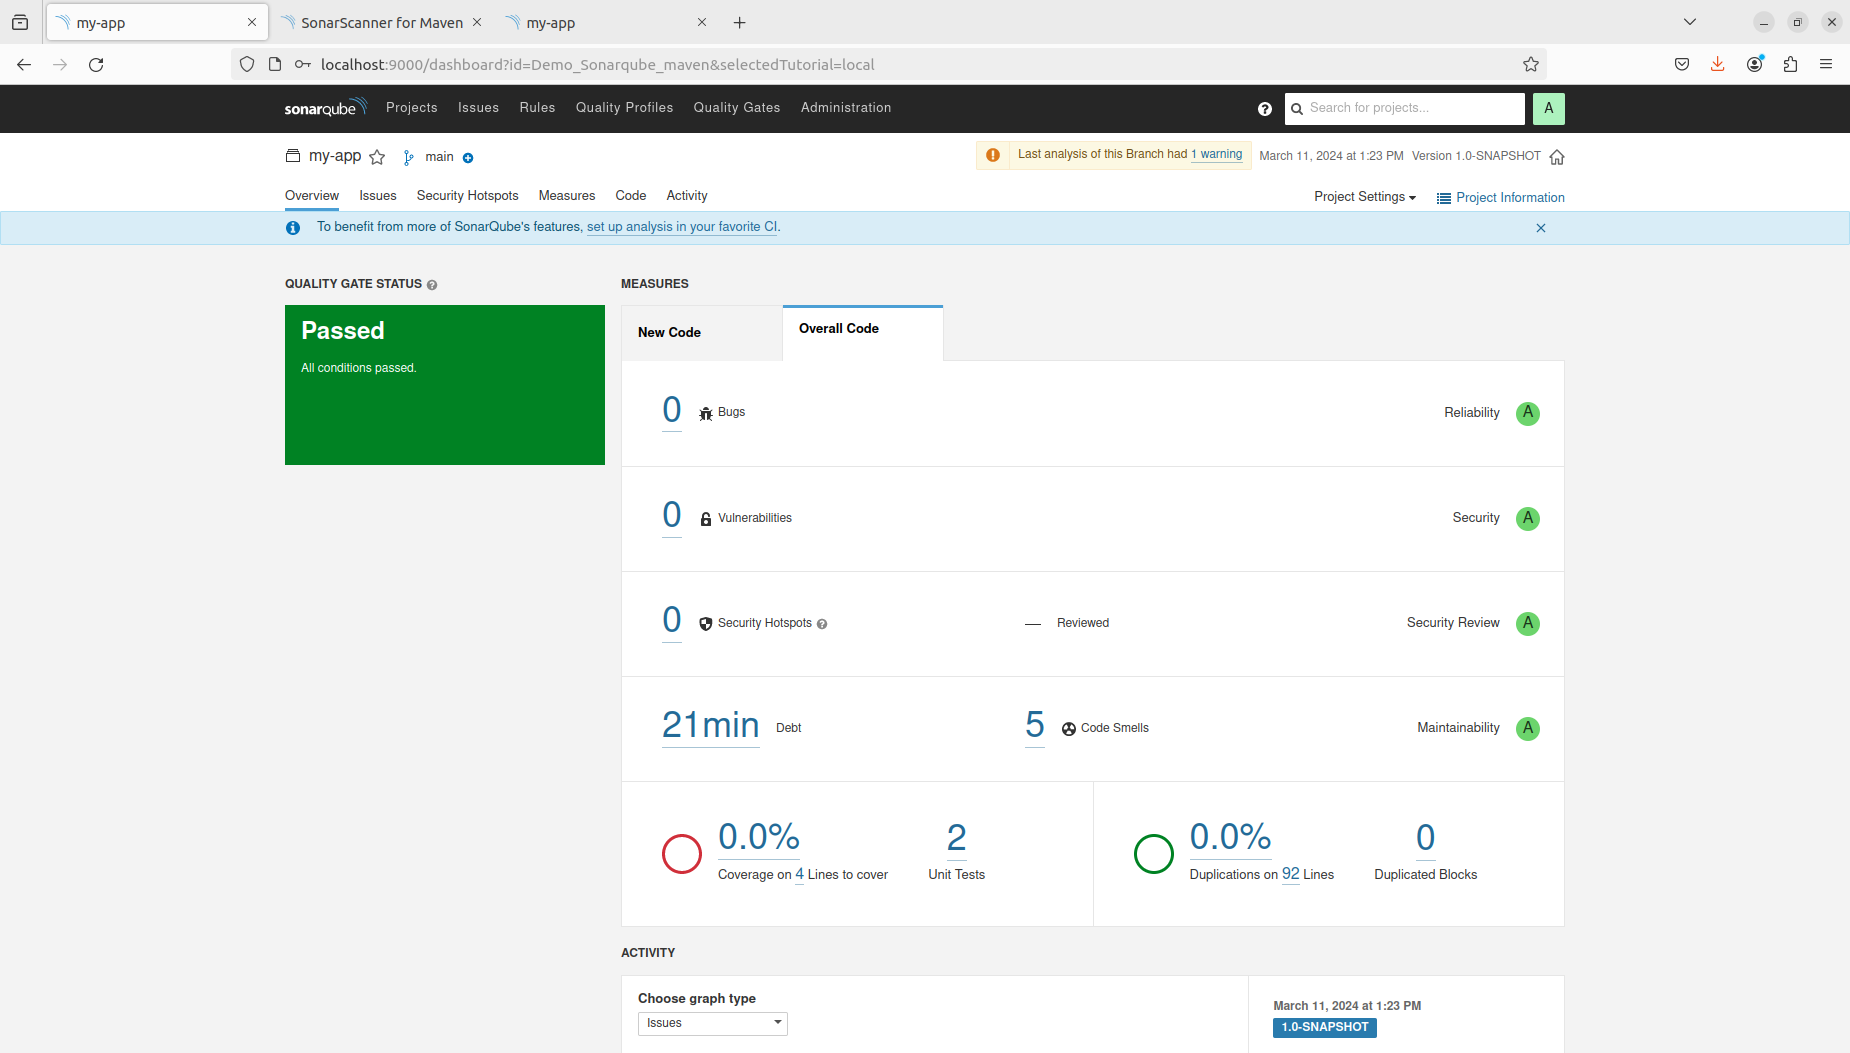 my-app
SonarScanner for Maven
my-app
localhost:9000/dashboard?id=Demo_Sonarqube_maven&selectedTutorial=local
sonarqube Projects Issues Rules Quality Profiles Quality Gates Administration
Search for projects...
A
my-app main
Last analysis of this Branch had 1 warning
March 11, 2024 at 1:23 PM Version 1.0-SNAPSHOT
Overview Issues Security Hotspots Measures Code Activity
Project Settings Project Information
To benefit from more of SonarQube's features, set up analysis in your favorite CI.
QUALITY GATE STATUS
Passed
All conditions passed.
MEASURES
New Code Overall Code
0 Bugs Reliability A
0 Vulnerabilities Security A
0 Security Hotspots — Reviewed Security Review A
21min Debt 5 Code Smells Maintainability A
0.0% 2 0.0% 0
Coverage on 4 Lines to cover Unit Tests Duplications on 92 Lines Duplicated Blocks
ACTIVITY
Choose graph type
Issues
March 11, 2024 at 1:23 PM
1.0-SNAPSHOT